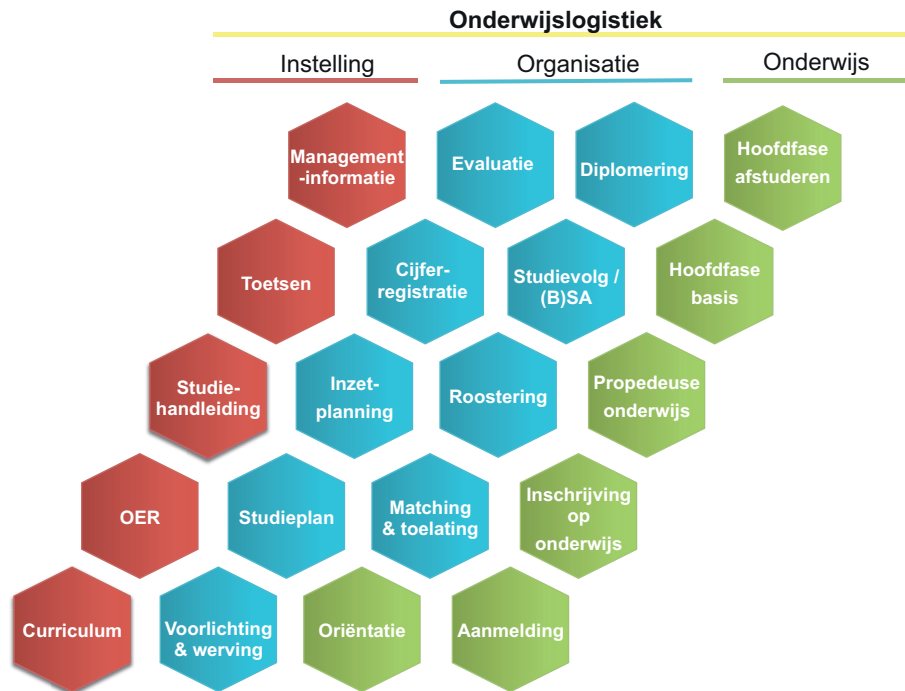 Onderwijslogistiek
Instelling
Organisatie
Onderwijs
Management
-informatie
Evaluatie
Diplomering
Hoofdfase
afstuderen
Toetsen
Cijfer-
registratie
Studievolg /
(B)SA
Hoofdfase
basis
Studie-
handleiding
Inzet-
planning
Roostering
Propedeuse
onderwijs
OER
Studieplan
Matching
& toelating
Inschrijving
op
onderwijs
Curriculum
Voorlichting
& werving
Oriëntatie
Aanmelding